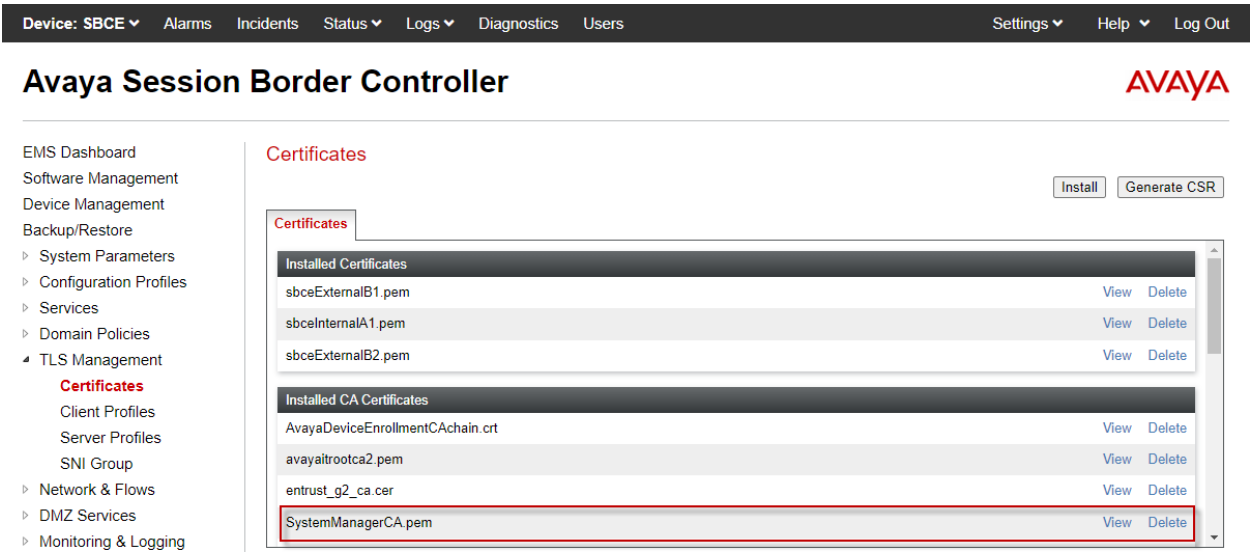 Device: SBCE Alarms Incidents Status Logs Diagnostics Users Settings Help Log Out
Avaya Session Border Controller
AVAYA
EMS Dashboard
Software Management
Device Management
Backup/Restore
System Parameters
Configuration Profiles
Services
Domain Policies
TLS Management
Certificates
Client Profiles
Server Profiles
SNI Group
Network & Flows
DMZ Services
Monitoring & Logging
Certificates
Install Generate CSR
Certificates
Installed Certificates
sbceExternalB1.pem View Delete
sbceInternalA1.pem View Delete
sbceExternalB2.pem View Delete
Installed CA Certificates
AvayaDeviceEnrollmentCAchain.crt View Delete
avayaitrootca2.pem View Delete
entrust_g2_ca.cer View Delete
SystemManagerCA.pem View Delete